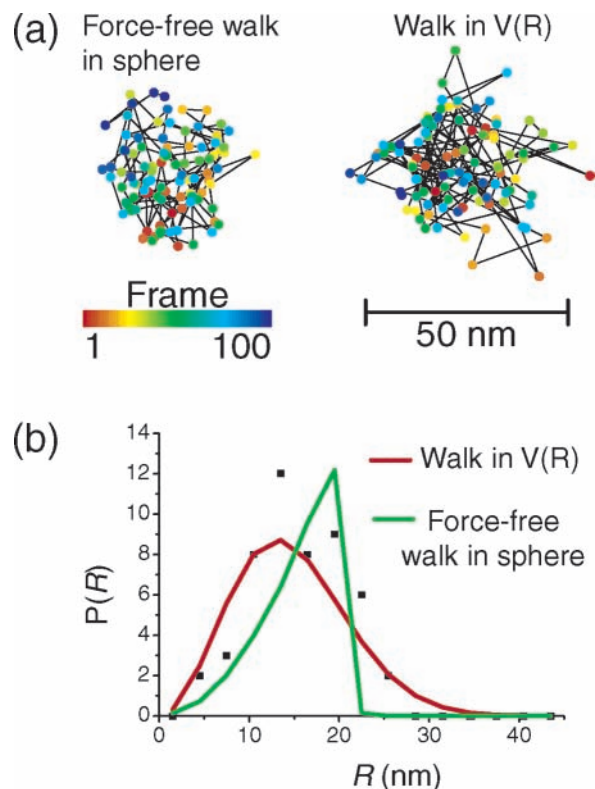 (a)
Force-free walk
in sphere
Walk in V(R)
Frame
1 100
50 nm
(b)
14
12
10
8
6
4
2
0
P(R)
Walk in V(R)
Force-free
walk in sphere
0 10 20 30 40
R (nm)